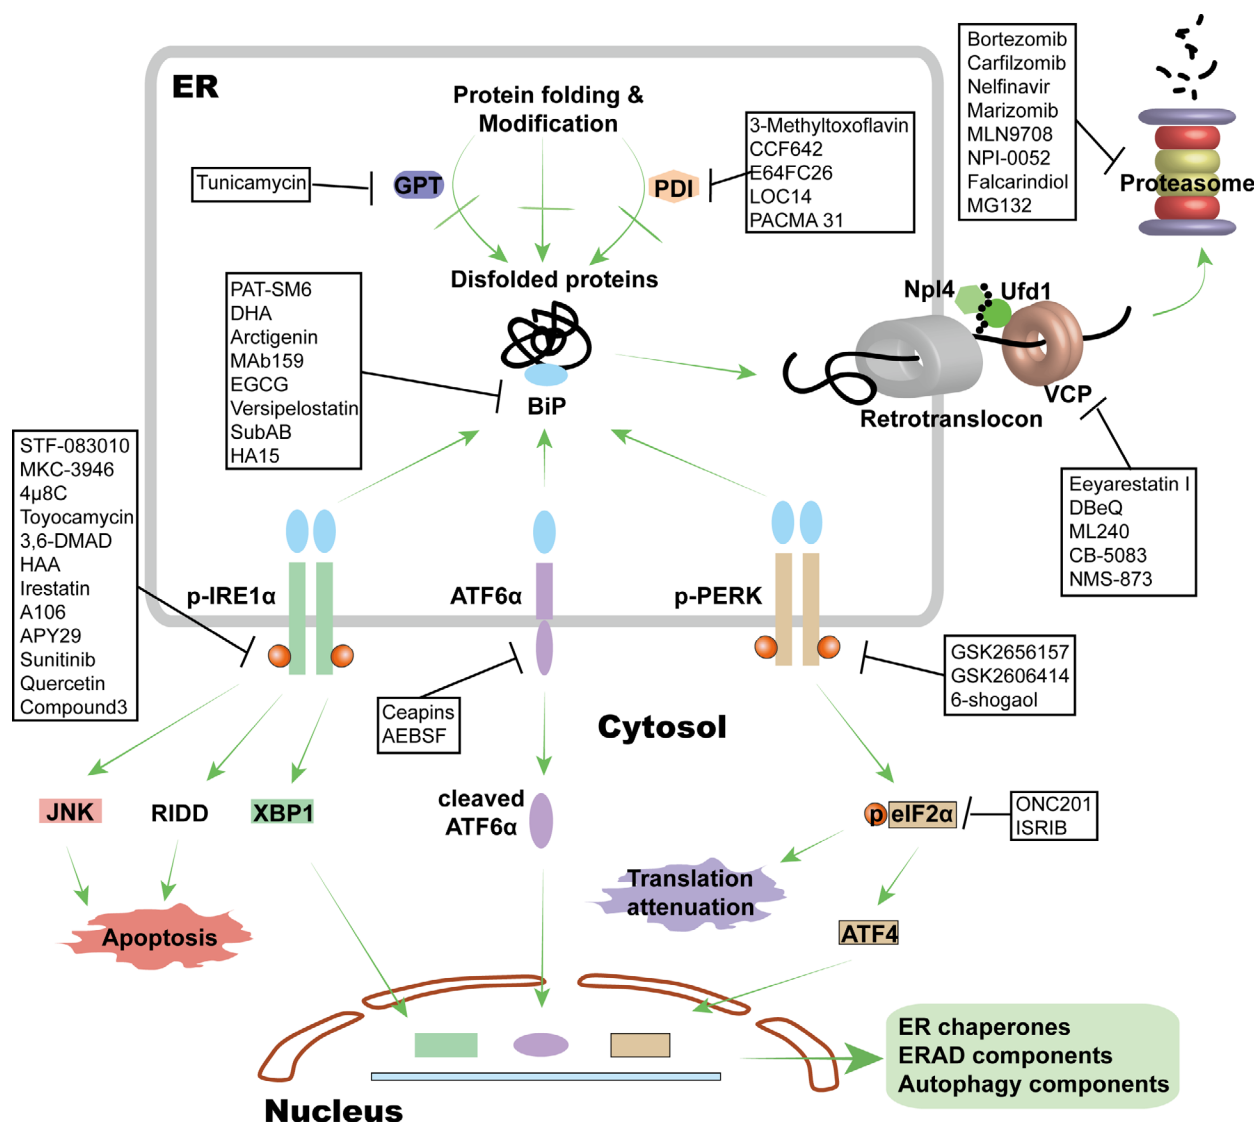 ER
Protein folding &
Modification
Tunicamycin
GPT
PDI
3-Methyltoxoflavin
CCF642
E64FC26
LOC14
PACMA 31
Bortezomib
Carfilzomib
Nelfinavir
Marizomib
MLN9708
NPI-0052
Falcarindiol
MG132
Proteasome
Disfolded proteins
BiP
PAT-SM6
DHA
Arctigenin
MAb159
EGCG
Versipelostatin
SubAB
HA15
Npl4
Ufd1
VCP
Retrotranslocon
Eeyarestatin I
DBeQ
ML240
CB-5083
NMS-873
STF-083010
MKC-3946
4µ8C
Toyocamycin
3,6-DMAD
HAA
Irestatin
A106
APY29
Sunitinib
Quercetin
Compound3
p-IRE1α
ATF6α
p-PERK
Ceapins
AEBSF
GSK2656157
GSK2606414
6-shogaol
Cytosol
JNK
RIDD
XBP1
cleaved
ATF6α
p eIF2α
ONC201
ISRIB
Translation
attenuation
Apoptosis
ATF4
ER chaperones
ERAD components
Autophagy components
Nucleus